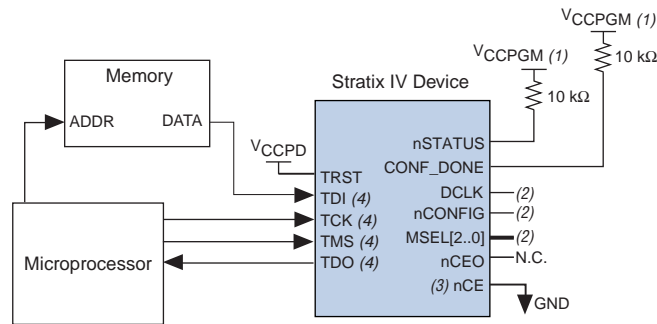 VCCPGM (1)
VCCPGM (1)
10 kΩ
Memory
Stratix IV Device
10 kΩ
ADDR DATA
nSTATUS
VCCPD
CONF_DONE
TRST
DCLK (2)
TDI (4)
nCONFIG (2)
TCK (4)
MSEL[2..0] (2)
TMS (4)
Microprocessor
TDO (4)
nCEO N.C.
(3) nCE
GND